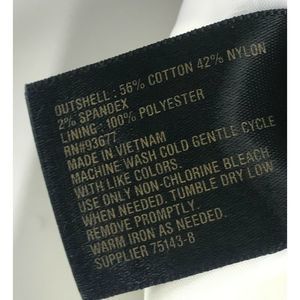 OUTSHELL : 56% COTTON 42% NYLON
2% SPANDEX
LINING : 100% POLYESTER
RN#93677
MADE IN VIETNAM
MACHINE WASH COLD GENTLE CYCLE
WITH LIKE COLORS.
USE ONLY NON-CHLORINE BLEACH
WHEN NEEDED. TUMBLE DRY LOW
REMOVE PROMPTLY.
WARM IRON AS NEEDED.
SUPPLIER 75143-8